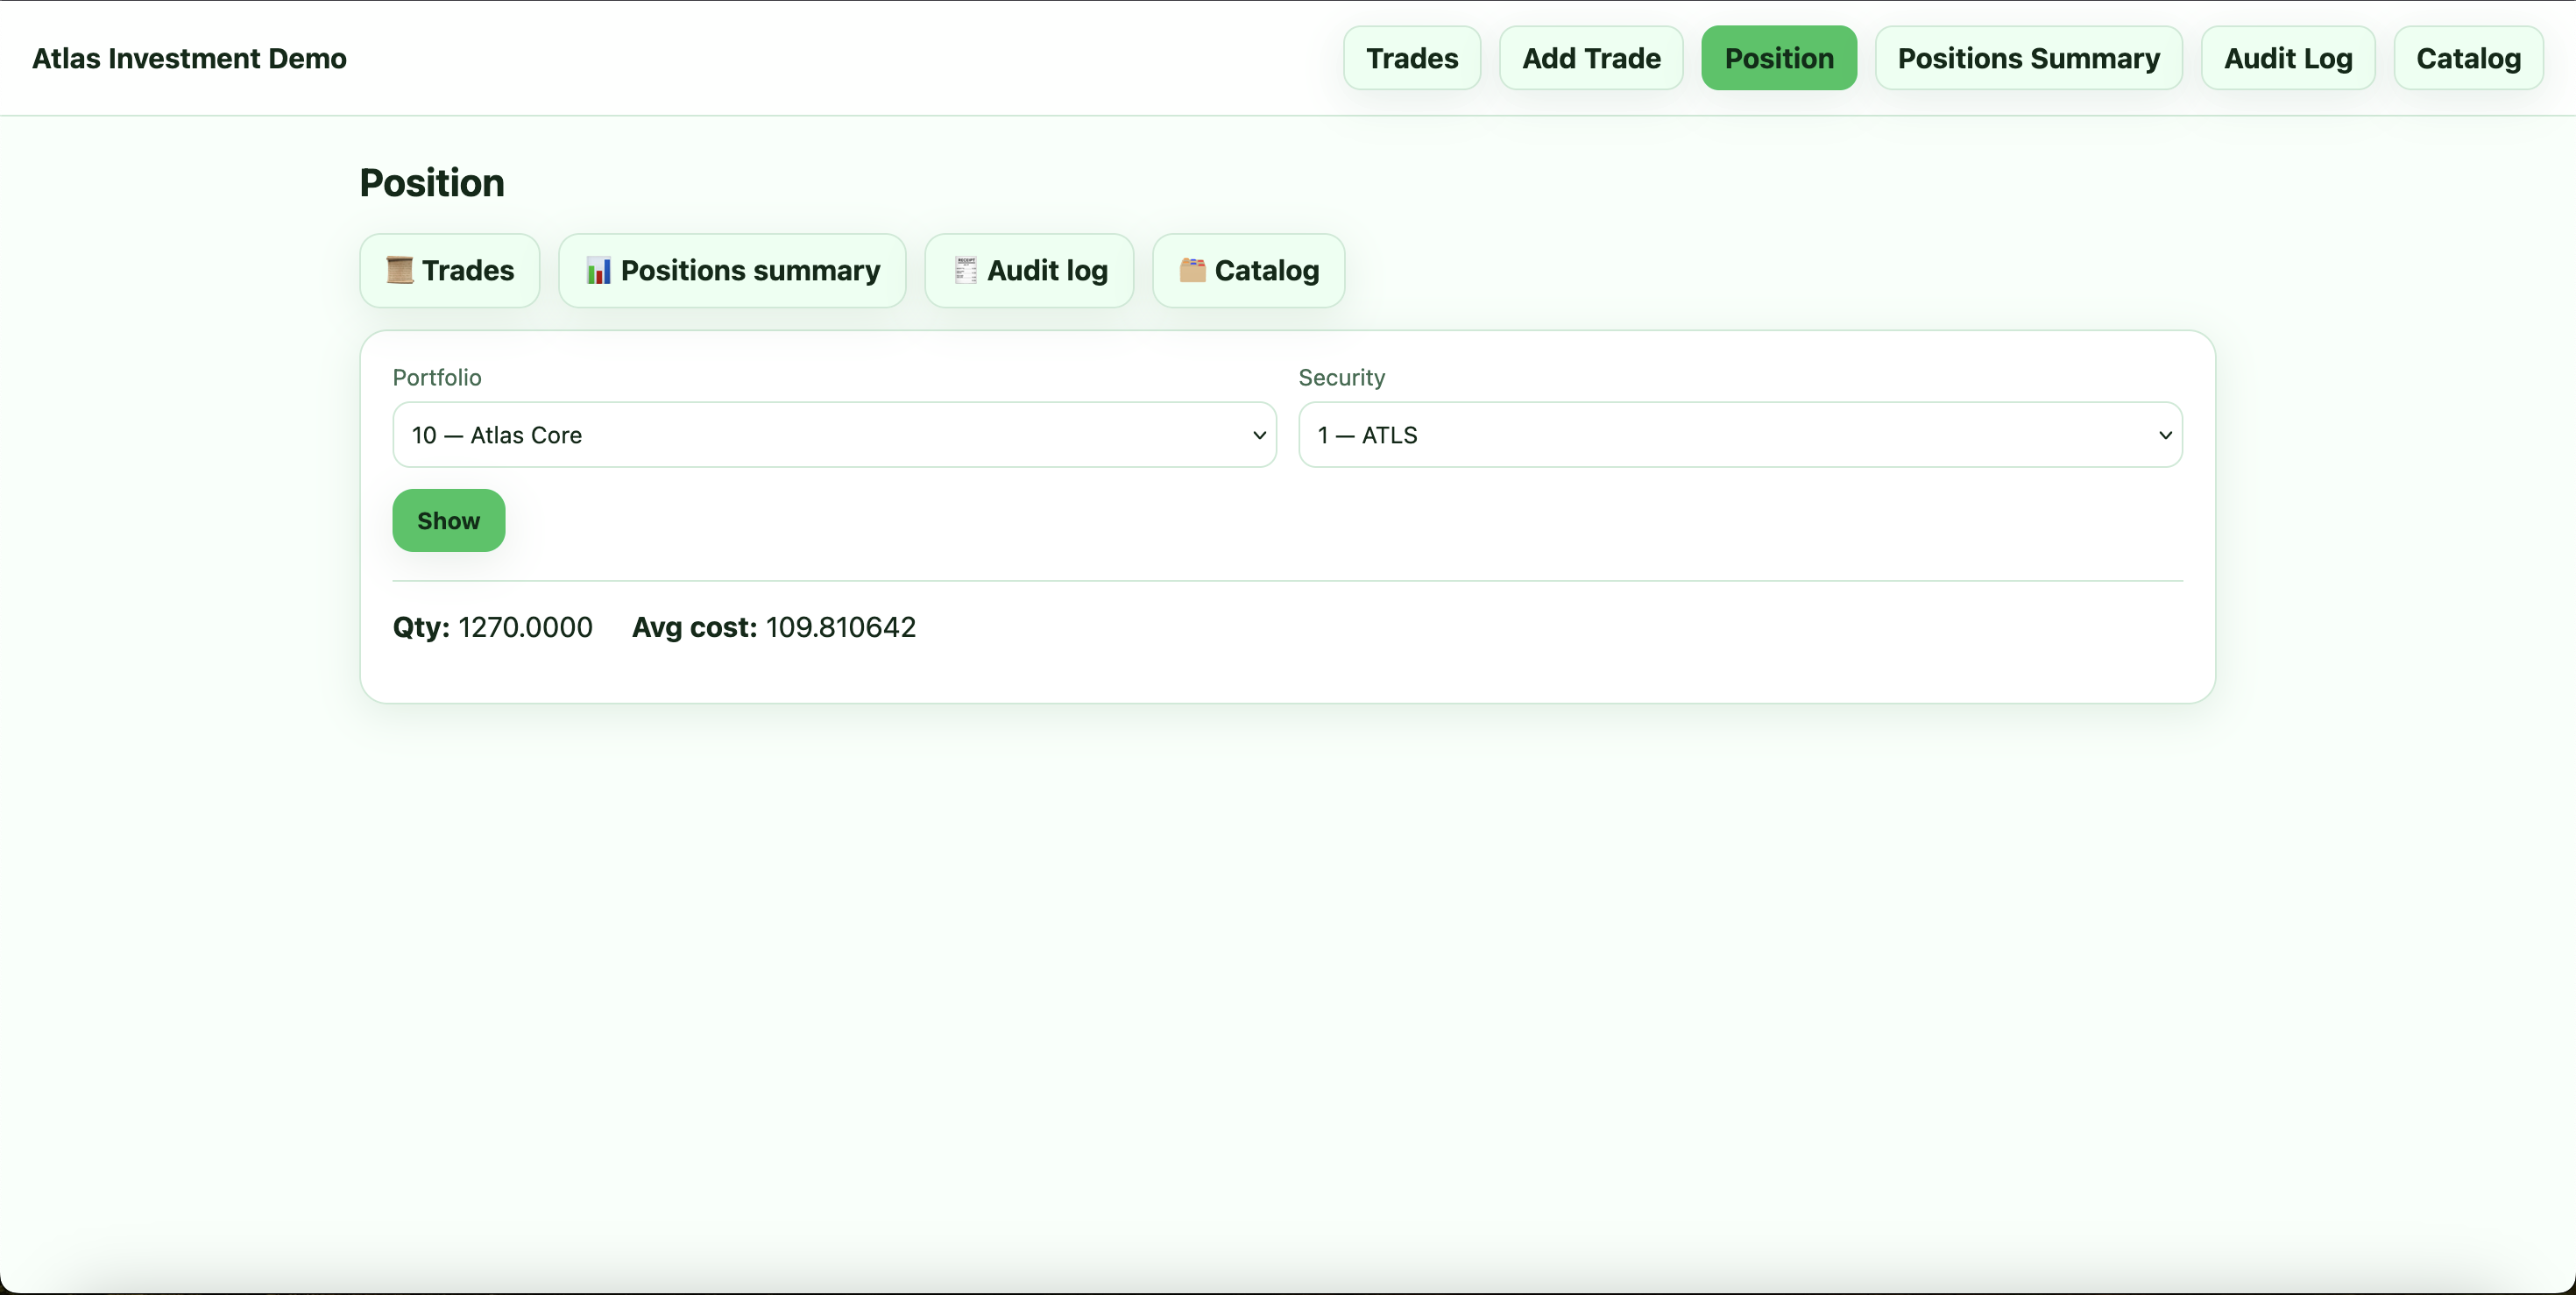 Atlas Investment Demo
Trades
Add Trade
Position
Positions Summary
Audit Log
Catalog
Position
Trades
Positions summary
Audit log
Catalog
Portfolio
Security
10 — Atlas Core
1 — ATLS
Show
Qty: 1270.0000 Avg cost: 109.810642